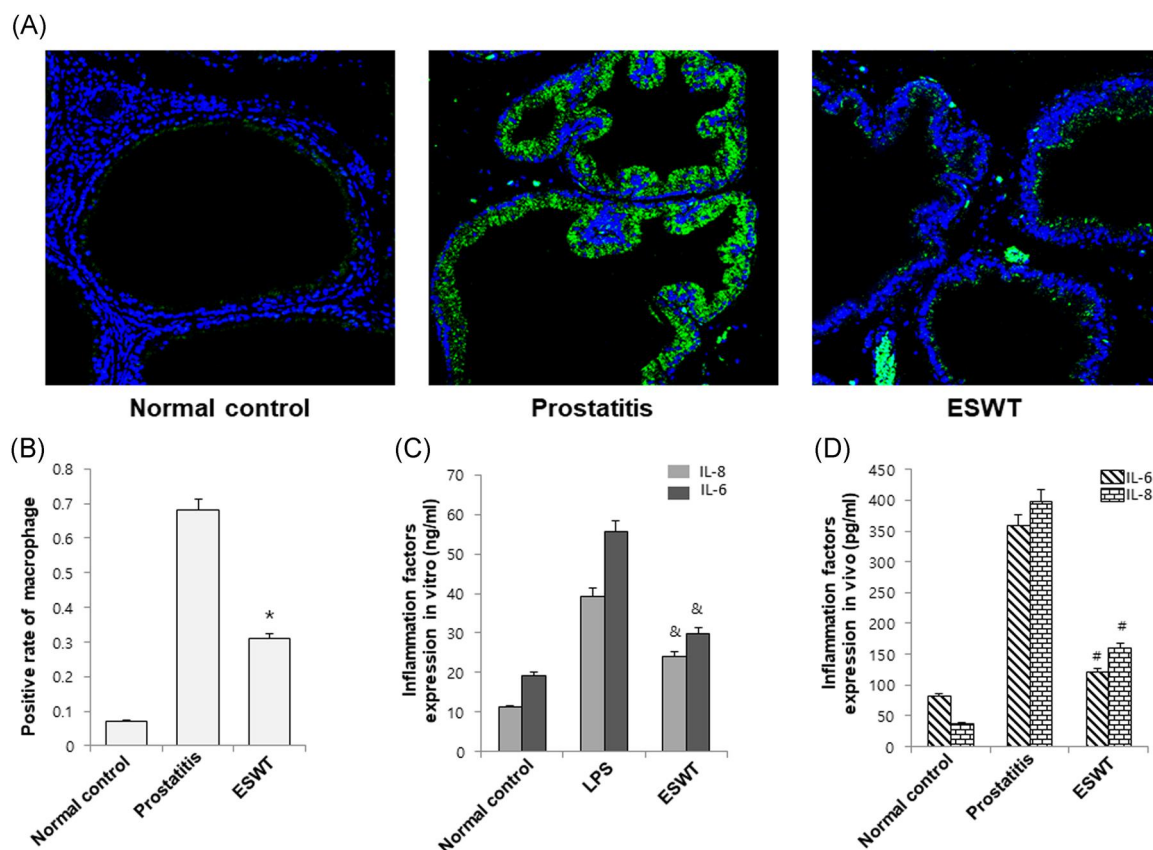 (A)
Normal control
Prostatitis
ESWT
(B)
Positive rate of macrophage
0.8
0.7
0.6
0.5
0.4
0.3
0.2
0.1
0
*
Normal control
Prostatitis
ESWT
(C)
Inflammation factors
expression in vitro (ng/ml)
70
60
50
40
30
20
10
0
IL-8
IL-6
&
&
Normal control
LPS
ESWT
(D)
Inflammation factors
expression in vivo (pg/ml)
450
400
350
300
250
200
150
100
50
0
IL-6
IL-8
#
#
Normal control
Prostatitis
ESWT